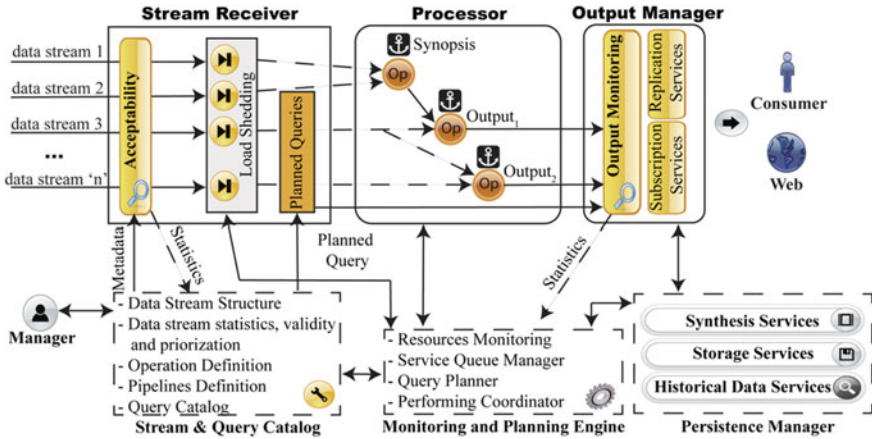 Stream Receiver
Processor
Output Manager
data stream 1
data stream 2
data stream 3
...
data stream 'n'
Acceptability
Load Shedding
Planned Queries
Synopsis
Op
Op
Output1
Op
Output2
Output Monitoring
Replication
Services
Subscription
Services
Consumer
Web
Metadata
Statistics
Planned
Query
Statistics
Manager
- Data Stream Structure
- Data stream statistics, validity
and priorization
- Operation Definition
- Pipelines Definition
- Query Catalog
Stream & Query Catalog
- Resources Monitoring
- Service Queue Manager
- Query Planner
- Performing Coordinator
Monitoring and Planning Engine
Synthesis Services
Storage Services
Historical Data Services
Persistence Manager